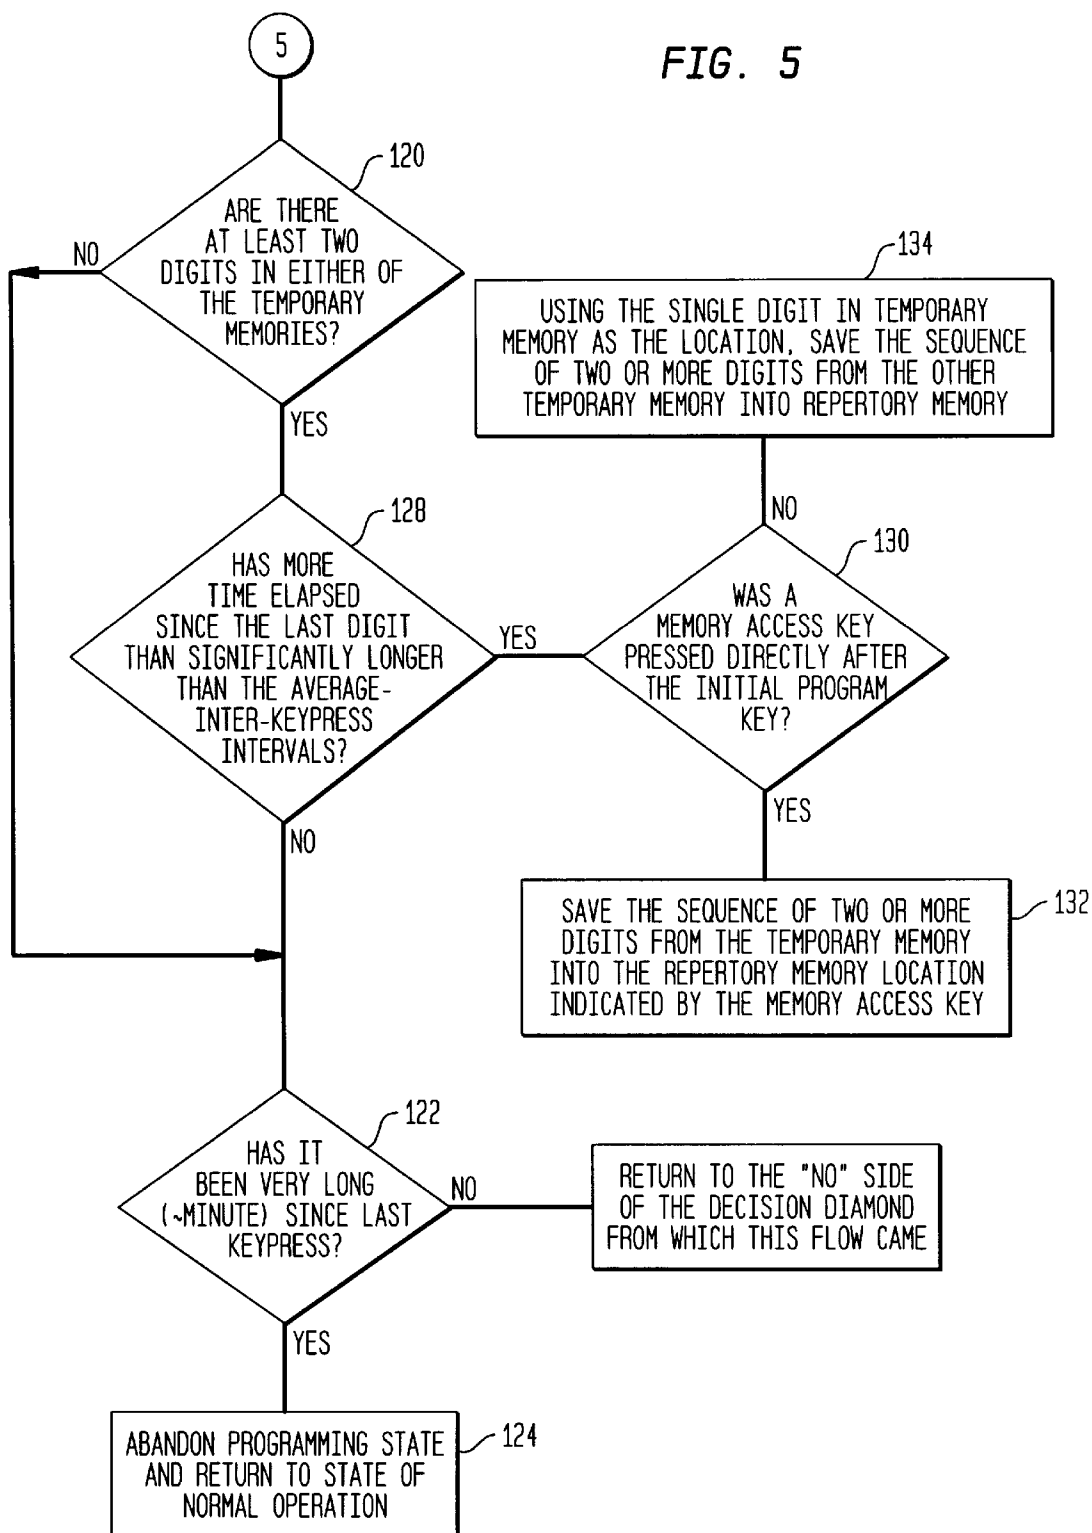 5
FIG. 5
120
ARE THERE
AT LEAST TWO
DIGITS IN EITHER OF
THE TEMPORARY
MEMORIES?
NO
YES
134
USING THE SINGLE DIGIT IN TEMPORARY
MEMORY AS THE LOCATION, SAVE THE SEQUENCE
OF TWO OR MORE DIGITS FROM THE OTHER
TEMPORARY MEMORY INTO REPERTORY MEMORY
NO
128
HAS MORE
TIME ELAPSED
SINCE THE LAST DIGIT
THAN SIGNIFICANTLY LONGER
THAN THE AVERAGE-
INTER-KEYPRESS
INTERVALS?
YES
NO
130
WAS A
MEMORY ACCESS KEY
PRESSED DIRECTLY AFTER
THE INITIAL PROGRAM
KEY?
YES
132
SAVE THE SEQUENCE OF TWO OR MORE
DIGITS FROM THE TEMPORARY MEMORY
INTO THE REPERTORY MEMORY LOCATION
INDICATED BY THE MEMORY ACCESS KEY
122
HAS IT
BEEN VERY LONG
(~MINUTE) SINCE LAST
KEYPRESS?
NO
RETURN TO THE "NO" SIDE
OF THE DECISION DIAMOND
FROM WHICH THIS FLOW CAME
YES
124
ABANDON PROGRAMMING STATE
AND RETURN TO STATE OF
NORMAL OPERATION